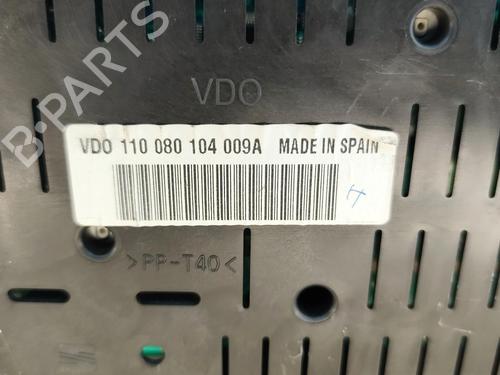 B-PARTS
VDO
VDO 110 080 104 009A MADE IN SPAIN
>PP-T40<